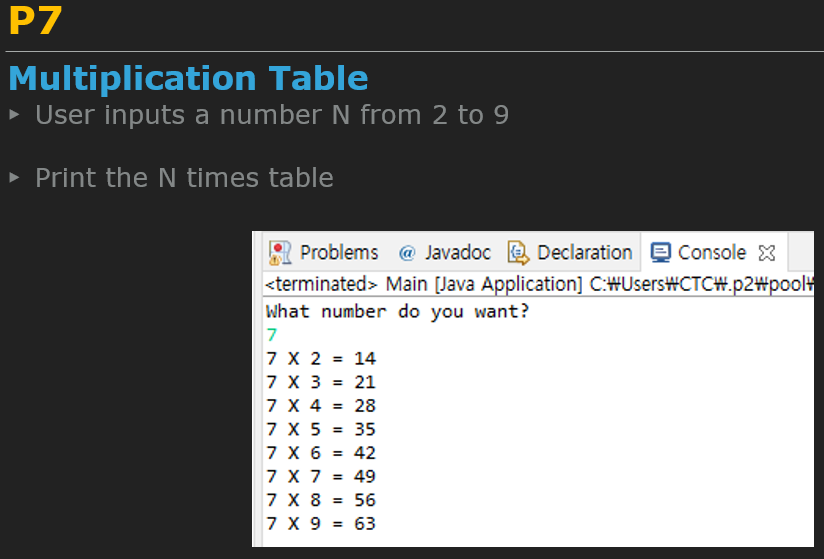 P7
Multiplication Table
▸ User inputs a number N from 2 to 9
▸ Print the N times table
Problems @ Javadoc Declaration Console
<terminated> Main [Java Application] C:₩Users₩CTC₩.p2₩pool₩
What number do you want?
7
7 X 2 = 14
7 X 3 = 21
7 X 4 = 28
7 X 5 = 35
7 X 6 = 42
7 X 7 = 49
7 X 8 = 56
7 X 9 = 63